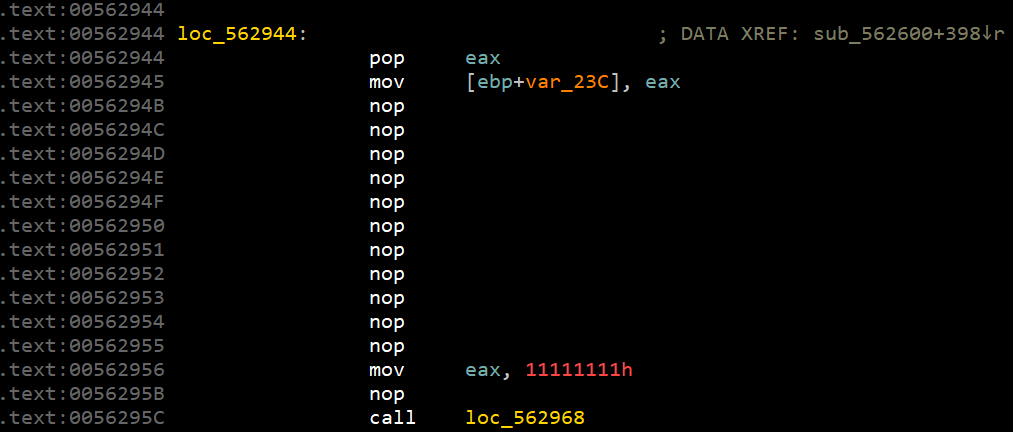 .text:00562944
.text:00562944 loc_562944: ; DATA XREF: sub_562600+398↓r
.text:00562944 pop eax
.text:00562945 mov [ebp+var_23C], eax
.text:0056294B nop
.text:0056294C nop
.text:0056294D nop
.text:0056294E nop
.text:0056294F nop
.text:00562950 nop
.text:00562951 nop
.text:00562952 nop
.text:00562953 nop
.text:00562954 nop
.text:00562955 nop
.text:00562956 mov eax, 11111111h
.text:0056295B nop
.text:0056295C call loc_562968